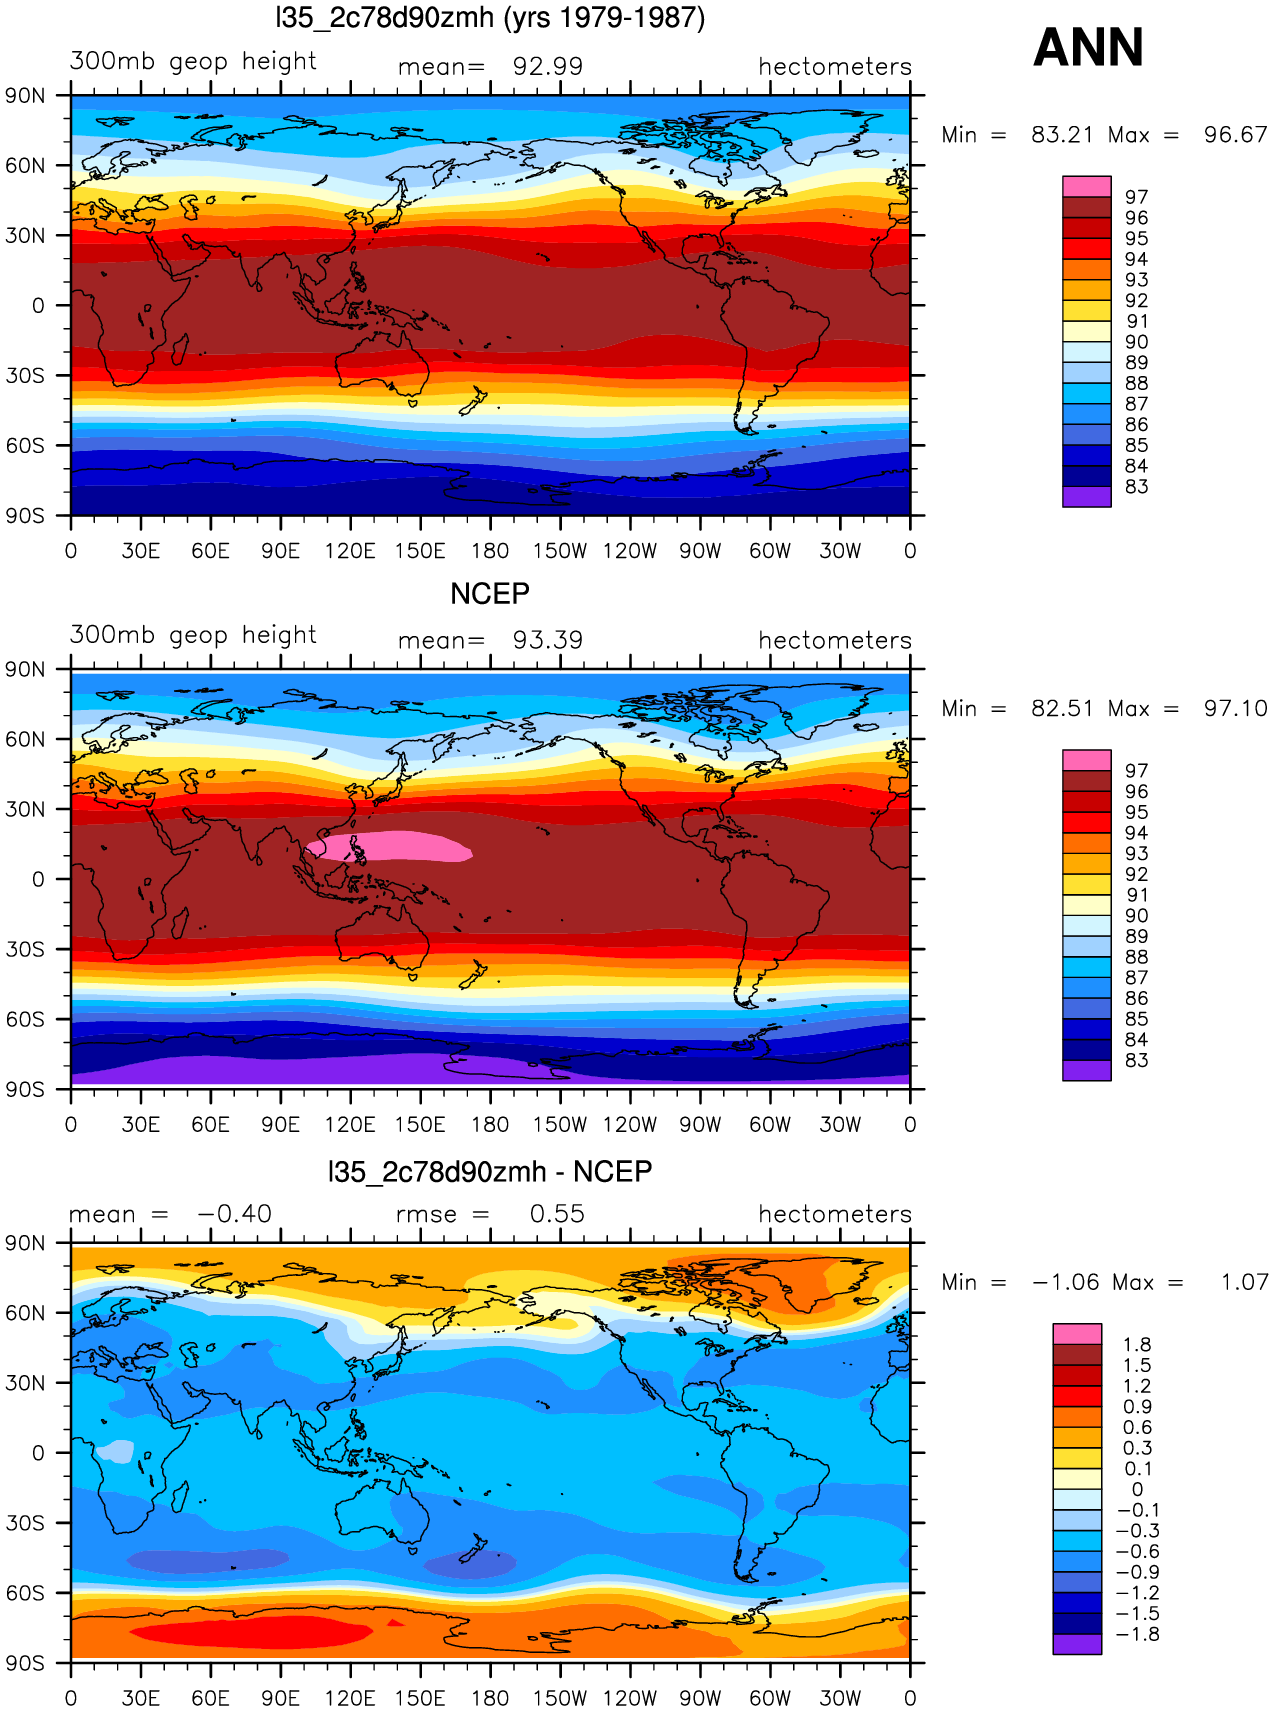 l35_2c78d90zmh (yrs 1979-1987)
ANN
300mb geop height mean= 92.99 hectometers
Min = 83.21 Max = 96.67
90N
60N
30N
0
30S
60S
90S
0 30E 60E 90E 120E 150E 180 150W 120W 90W 60W 30W 0
97
96
95
94
93
92
91
90
89
88
87
86
85
84
83
NCEP
300mb geop height mean= 93.39 hectometers
Min = 82.51 Max = 97.10
90N
60N
30N
0
30S
60S
90S
0 30E 60E 90E 120E 150E 180 150W 120W 90W 60W 30W 0
97
96
95
94
93
92
91
90
89
88
87
86
85
84
83
l35_2c78d90zmh - NCEP
mean = -0.40 rmse = 0.55 hectometers
Min = -1.06 Max = 1.07
90N
60N
30N
0
30S
60S
90S
0 30E 60E 90E 120E 150E 180 150W 120W 90W 60W 30W 0
1.8
1.5
1.2
0.9
0.6
0.3
0.1
0
-0.1
-0.3
-0.6
-0.9
-1.2
-1.5
-1.8